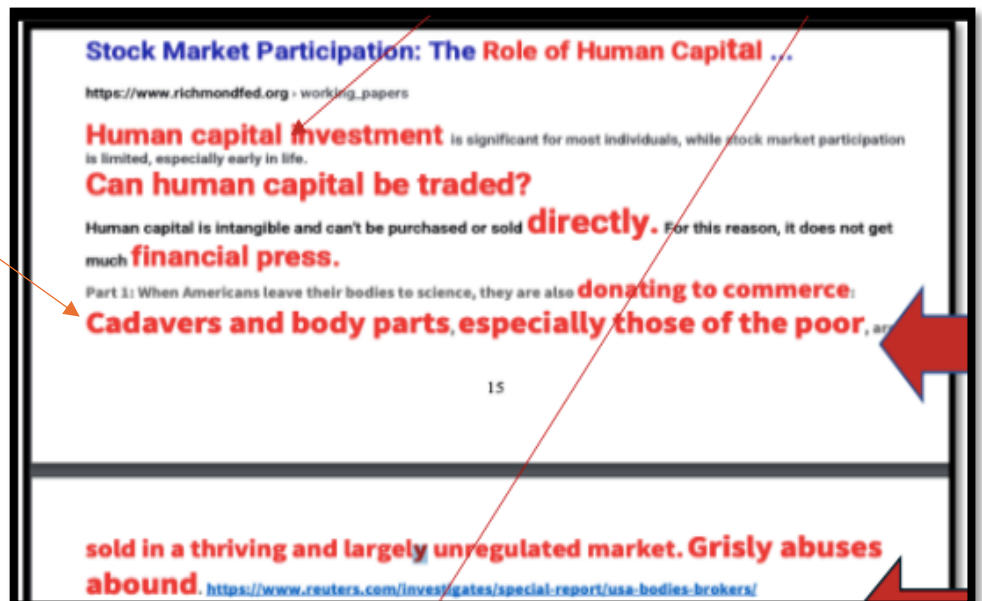 Stock Market Participation: The Role of Human Capital ...
https://www.richmondfed.org › working_papers
Human capital investment is significant for most individuals, while stock market participation
is limited, especially early in life.
Can human capital be traded?
Human capital is intangible and can't be purchased or sold directly. For this reason, it does not get
much financial press.
Part 1: When Americans leave their bodies to science, they are also donating to commerce:
Cadavers and body parts, especially those of the poor,
15
sold in a thriving and largely unregulated market. Grisly abuses
abound. https://www.reuters.com/investigates/special-report/usa-bodies-brokers/